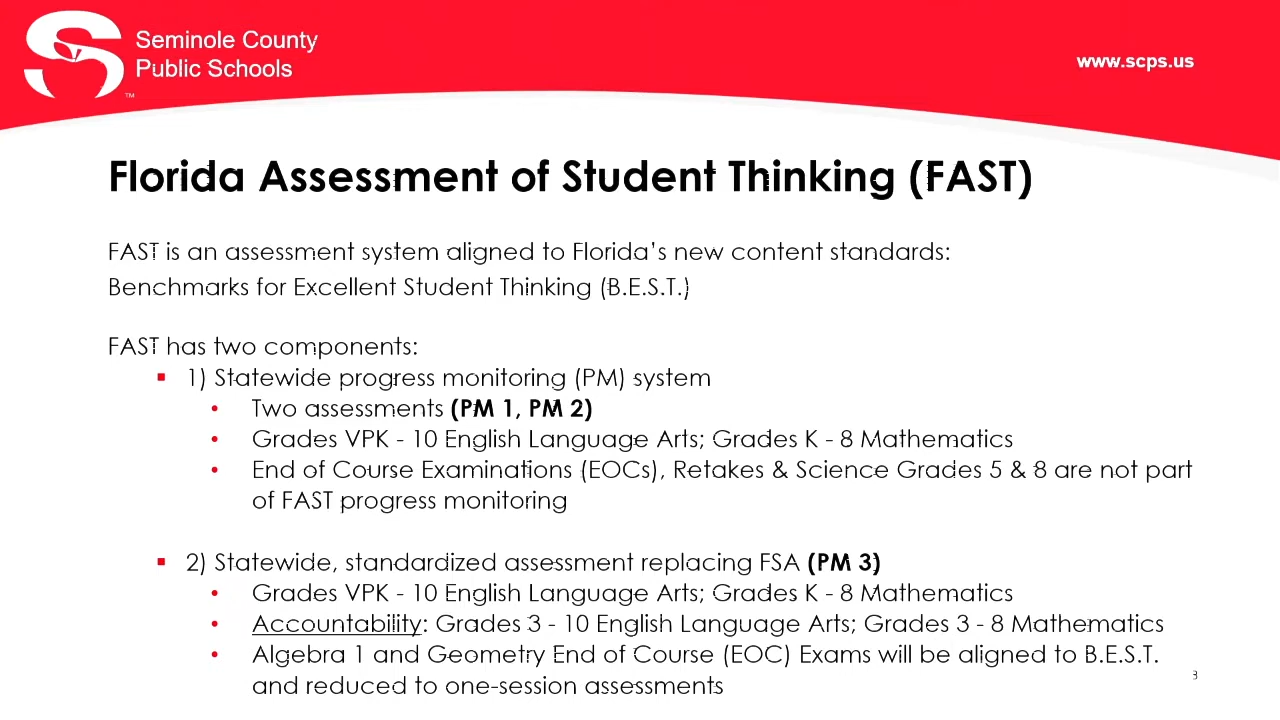 Seminole County
Public Schools
™
www.scps.us
Florida Assessment of Student Thinking (FAST)
FAST is an assessment system aligned to Florida's new content standards:
Benchmarks for Excellent Student Thinking (B.E.S.T.)
FAST has two components:
▪ 1) Statewide progress monitoring (PM) system
• Two assessments (PM 1, PM 2)
• Grades VPK - 10 English Language Arts; Grades K - 8 Mathematics
• End of Course Examinations (EOCs), Retakes & Science Grades 5 & 8 are not part
of FAST progress monitoring
▪ 2) Statewide, standardized assessment replacing FSA (PM 3)
• Grades VPK - 10 English Language Arts; Grades K - 8 Mathematics
• Accountability: Grades 3 - 10 English Language Arts; Grades 3 - 8 Mathematics
• Algebra 1 and Geometry End of Course (EOC) Exams will be aligned to B.E.S.T.
and reduced to one-session assessments